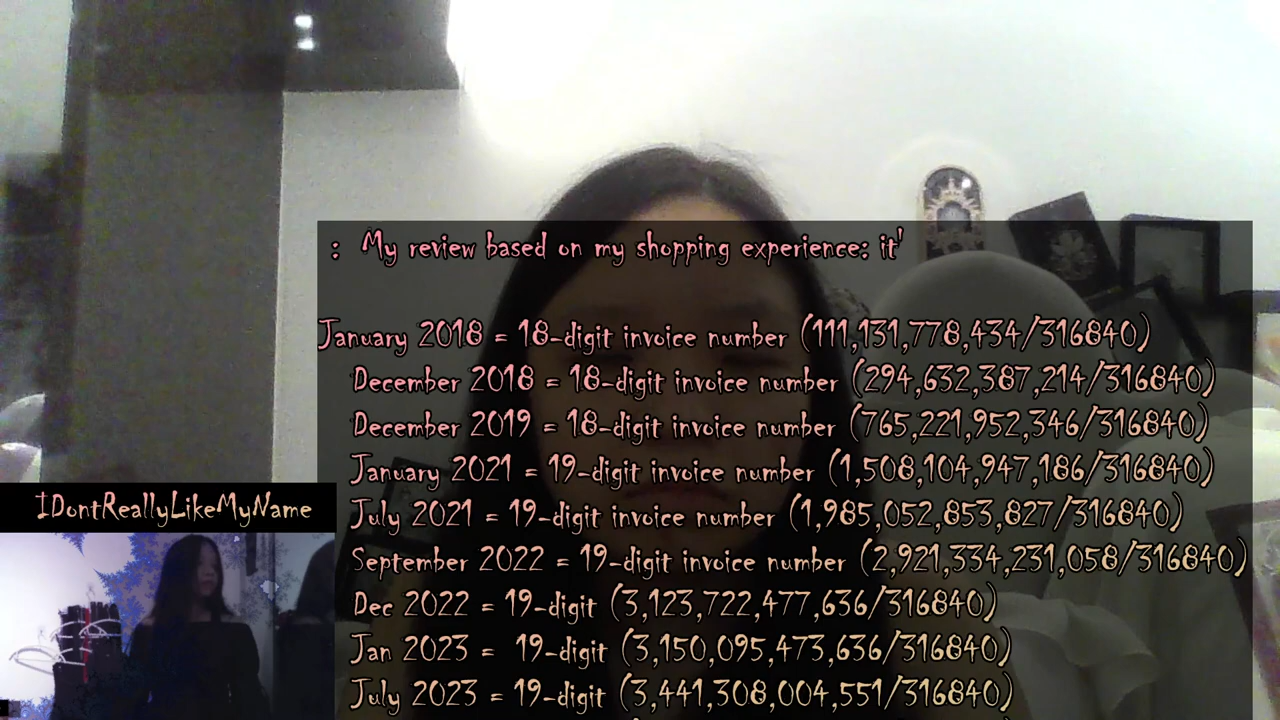 : My review based on my shopping experience: it'
January 2018 = 18-digit invoice number (111,131,778,434/316840)
December 2018 = 18-digit invoice number (294,632,387,214/316840)
December 2019 = 18-digit invoice number (765,221,952,346/316840)
January 2021 = 19-digit invoice number (1,508,104,947,186/316840)
July 2021 = 19-digit invoice number (1,985,052,853,827/316840)
September 2022 = 19-digit invoice number (2,921,334,231,058/316840)
Dec 2022 = 19-digit (3,123,722,477,636/316840)
Jan 2023 = 19-digit (3,150,095,473,636/316840)
July 2023 = 19-digit (3,441,308,004,551/316840)
IDontReallyLikeMyName